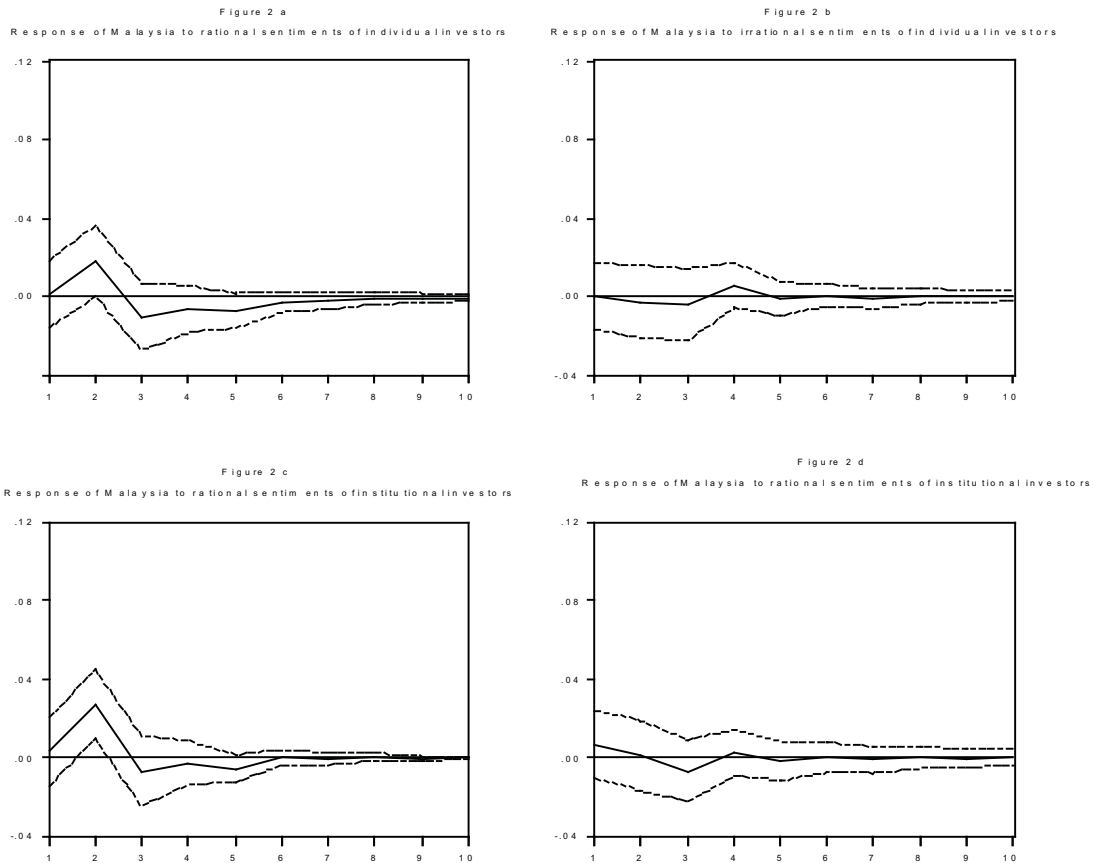 Figure 2 a
Response of Malaysia to rational sentiments of individual investors
.12
.08
.04
.00
1 2 3 4 5 6 7 8 9 10
Figure 2 b
Response of Malaysia to irrational sentiments of individual investors
.12
.08
.04
.00
-.04
1 2 3 4 5 6 7 8 9 10
Figure 2 c
Response of Malaysia to rational sentiments of institutional investors
.12
.08
.04
.00
-.04
1 2 3 4 5 6 7 8 9 10
Figure 2 d
Response of Malaysia to rational sentiments of institutional investors
.12
.08
.04
.00
-.04
1 2 3 4 5 6 7 8 9 10